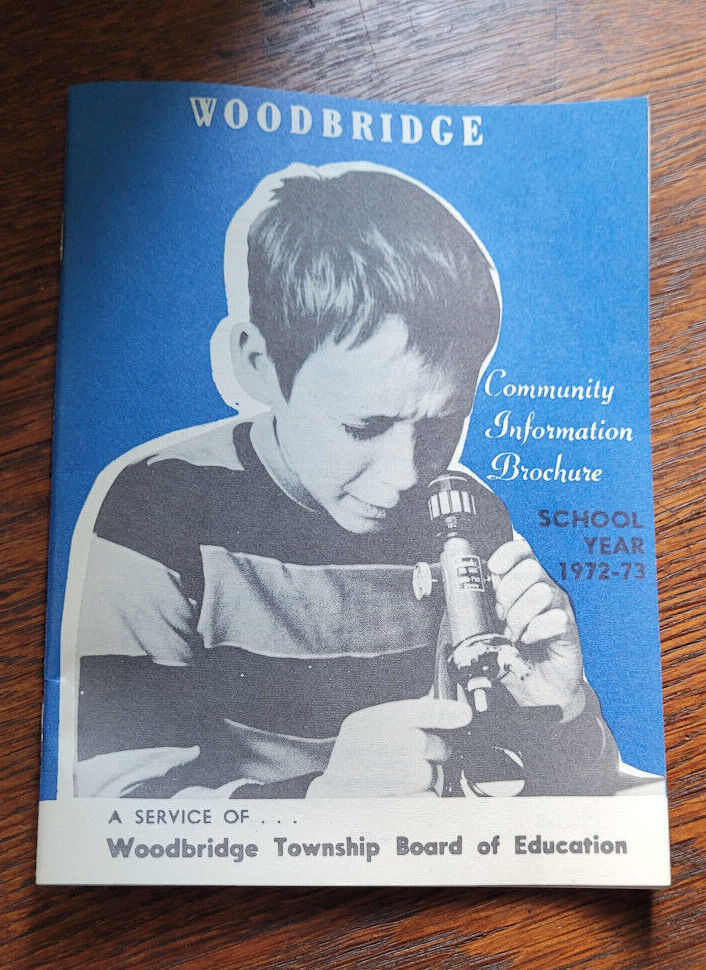 WOODBRIDGE
Community
Information
Brochure
SCHOOL
YEAR
1972-73
A SERVICE OF . . .
Woodbridge Township Board of Education